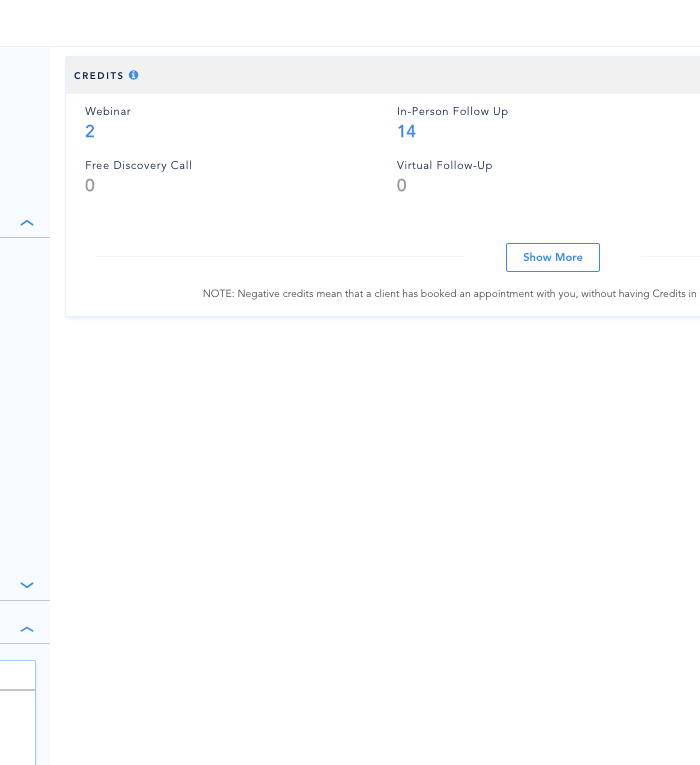 CREDITS
Webinar
In-Person Follow Up
2
14
Free Discovery Call
Virtual Follow-Up
0
0
Show More
NOTE: Negative credits mean that a client has booked an appointment with you, without having Credits in